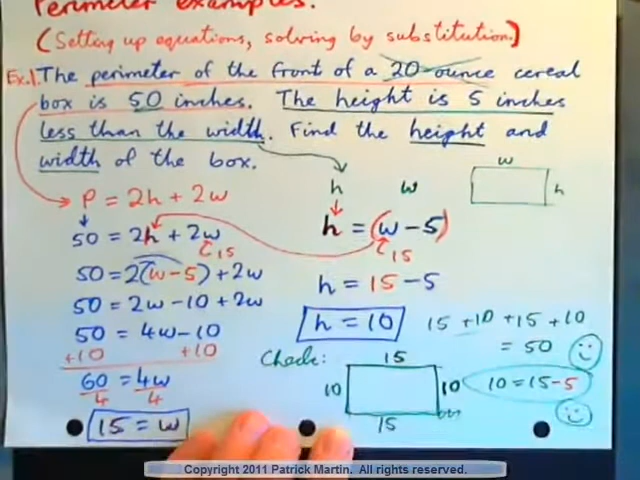 Perimeter examples.
(Setting up equations, solving by substitution.)
Ex.1. The perimeter of the front of a 20-ounce cereal
box is 50 inches. The height is 5 inches
less than the width. Find the height and
width of the box.
w
h
h w
P = 2h + 2w
h = (w - 5)
15
50 = 2h + 2w
15
50 = 2(w - 5) + 2w
h = 15 - 5
50 = 2w - 10 + 2w
h = 10
15 + 10 + 15 + 10
= 50
50 = 4w - 10
+10 +10
Check:
15
10
10
15
10 = 15 - 5
60 = 4w
4 4
15 = w
Copyright 2011 Patrick Martin. All rights reserved.